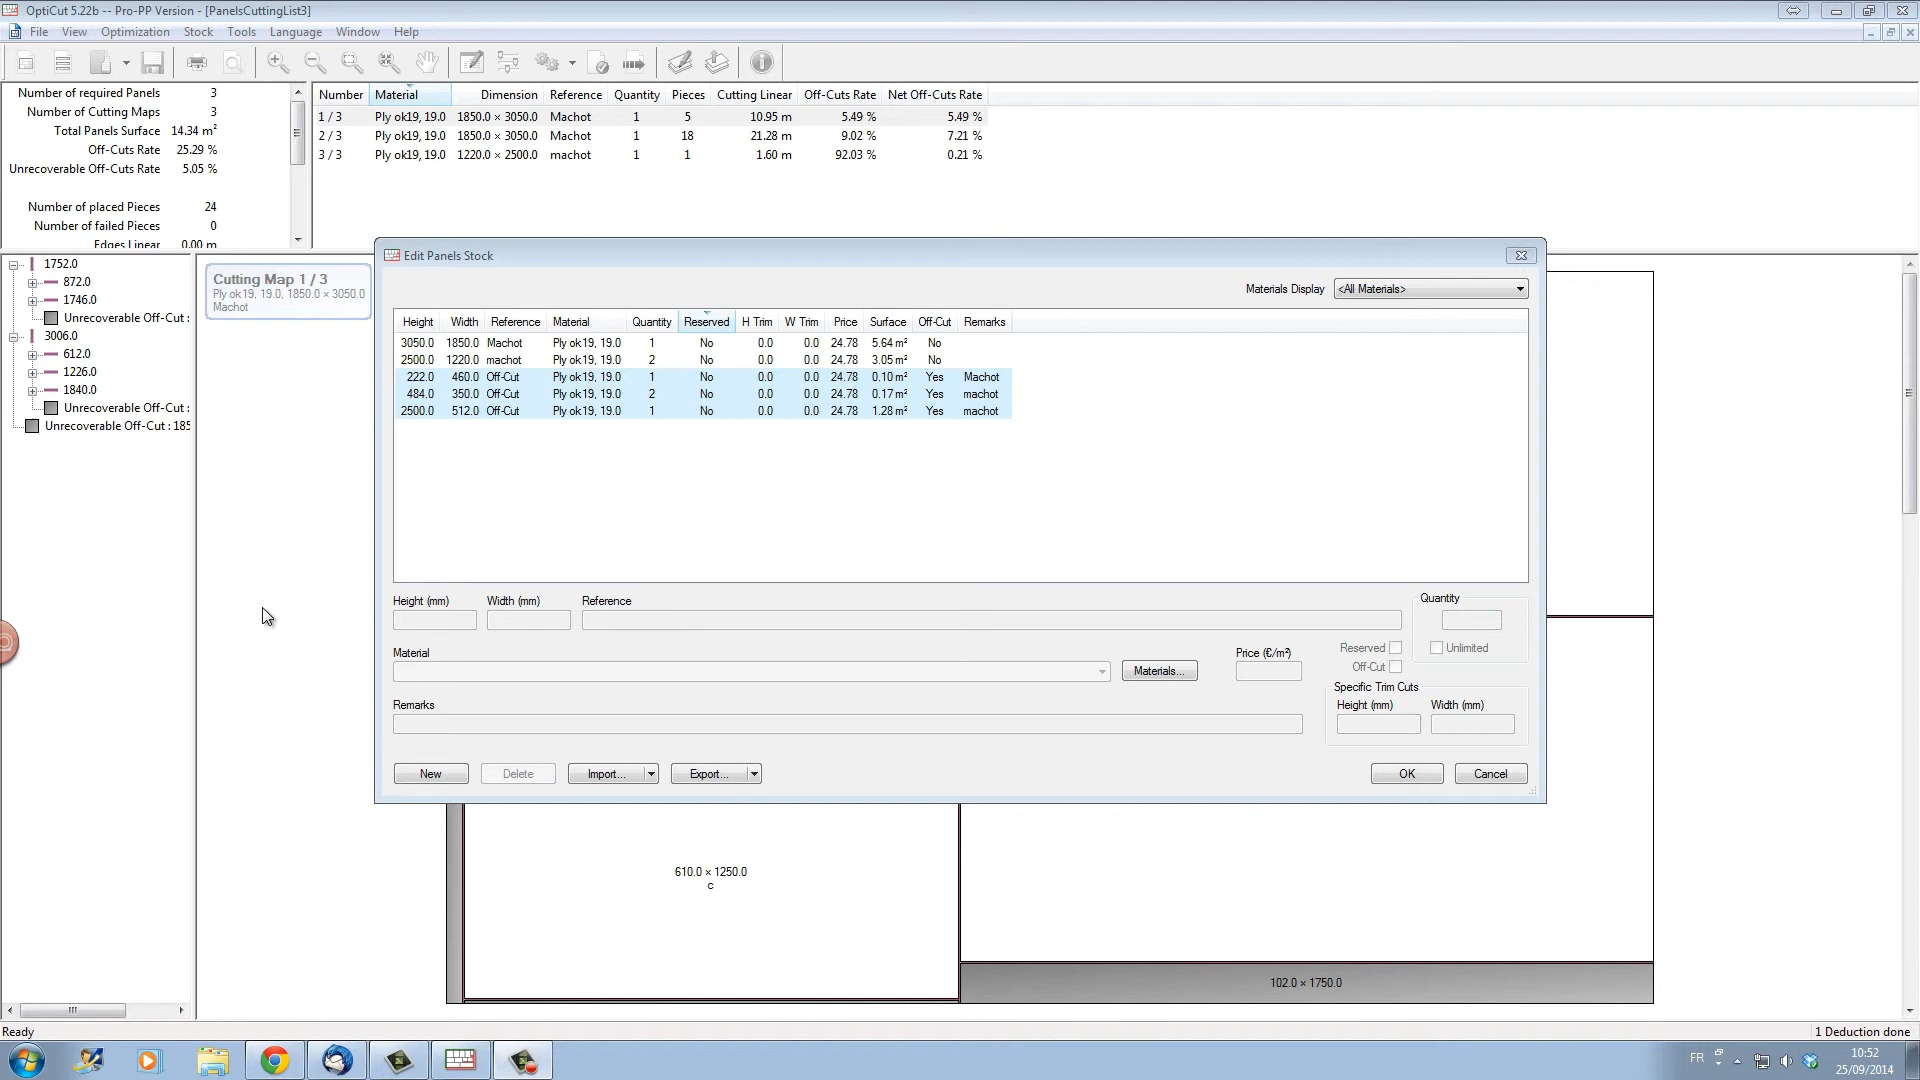 OptiCut 5.22b -- Pro-PP Version - [PanelsCuttingList3]
File View Optimization Stock Tools Language Window Help
Number of required Panels 3
Number of Cutting Maps 3
Total Panels Surface 14.34 m²
Off-Cuts Rate 25.29 %
Unrecoverable Off-Cuts Rate 5.05 %
Number of placed Pieces 24
Number of failed Pieces 0
Edges Linear 0.00 m
Number Material Dimension Reference Quantity Pieces Cutting Linear Off-Cuts Rate Net Off-Cuts Rate
1 / 3 Ply ok19, 19.0 1850.0 × 3050.0 Machot 1 5 10.95 m 5.49 % 5.49 %
2 / 3 Ply ok19, 19.0 1850.0 × 3050.0 Machot 1 18 21.28 m 9.02 % 7.21 %
3 / 3 Ply ok19, 19.0 1220.0 × 2500.0 machot 1 1 1.60 m 92.03 % 0.21 %
1752.0
872.0
1746.0
Unrecoverable Off-Cut :
3006.0
612.0
1226.0
1840.0
Unrecoverable Off-Cut :
Unrecoverable Off-Cut : 185
Cutting Map 1 / 3
Ply ok19, 19.0, 1850.0 × 3050.0
Machot
Edit Panels Stock
Materials Display <All Materials>
Height Width Reference Material Quantity Reserved H Trim W Trim Price Surface Off-Cut Remarks
3050.0 1850.0 Machot Ply ok19, 19.0 1 No 0.0 0.0 24.78 5.64 m² No
2500.0 1220.0 machot Ply ok19, 19.0 2 No 0.0 0.0 24.78 3.05 m² No
222.0 460.0 Off-Cut Ply ok19, 19.0 1 No 0.0 0.0 24.78 0.10 m² Yes Machot
484.0 350.0 Off-Cut Ply ok19, 19.0 2 No 0.0 0.0 24.78 0.17 m² Yes machot
2500.0 512.0 Off-Cut Ply ok19, 19.0 1 No 0.0 0.0 24.78 1.28 m² Yes machot
Height (mm) Width (mm) Reference Quantity
Material Price (€/m²) Reserved Unlimited
Materials... Off-Cut
Specific Trim Cuts
Remarks Height (mm) Width (mm)
New Delete Import... Export... OK Cancel
610.0 × 1250.0
c
102.0 × 1750.0
Ready 1 Deduction done
FR 10:52
25/09/2014